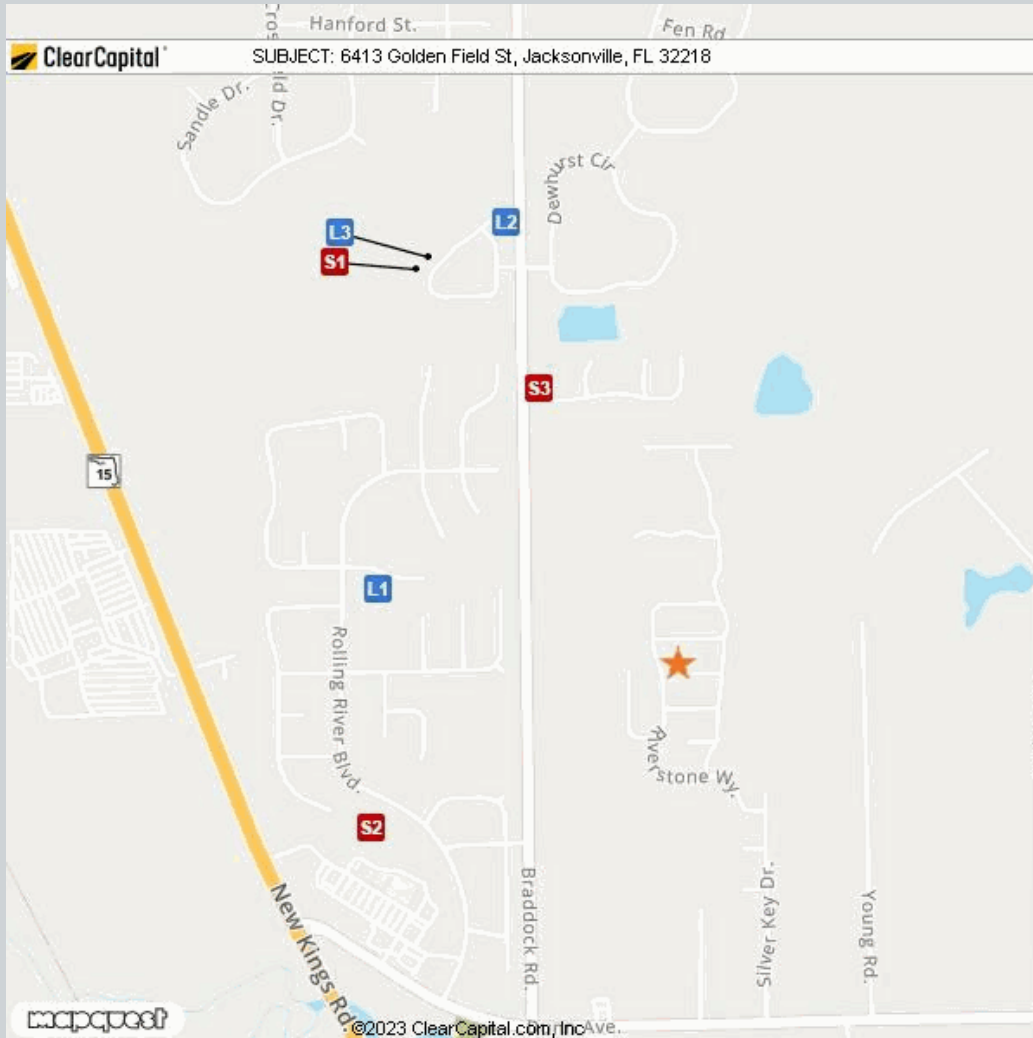 Hanford St.
Fen Rd
ClearCapital
SUBJECT: 6413 Golden Field St, Jacksonville, FL 32218
Sandle Dr.
ld Dr.
Dewhurst Cir
L3
L2
S1
S3
15
L1
Rolling River Blvd.
Riverstone Wy.
S2
Braddock Rd.
Silver Key Dr.
Young Rd.
New Kings Rd
mapquest
©2023 ClearCapital.com, Inc
Ave.